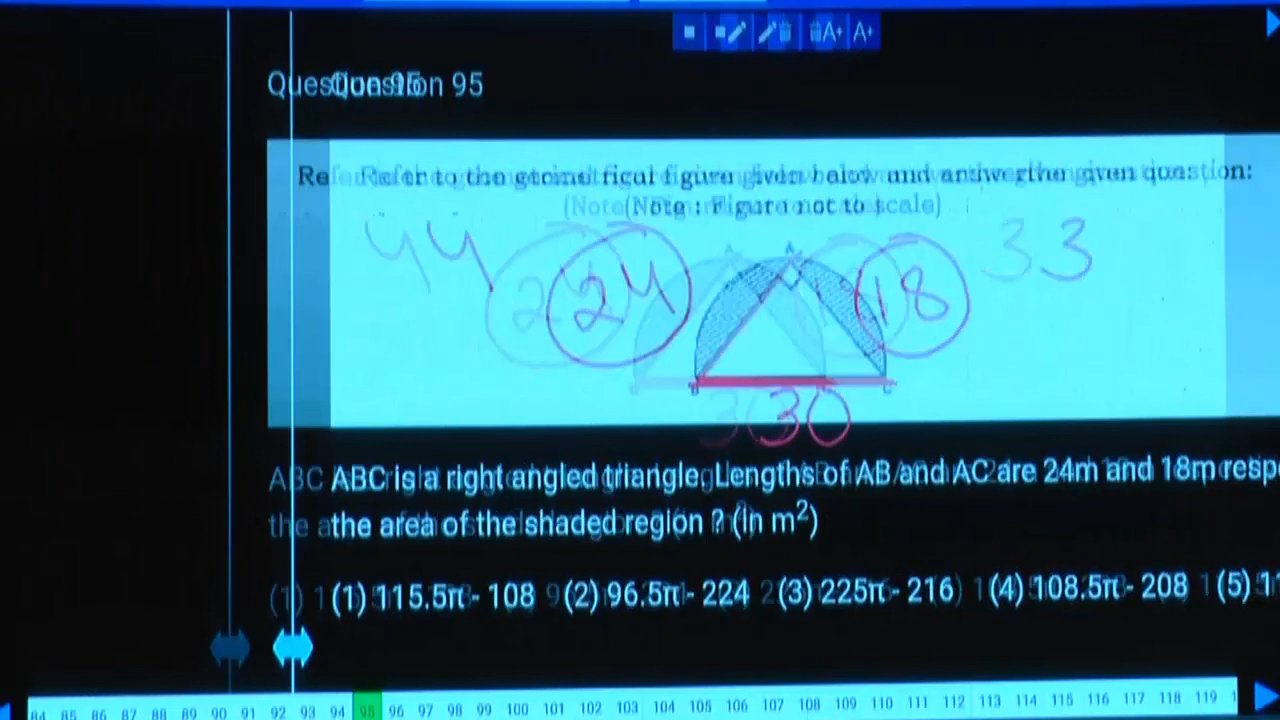 A+ A+
Question 95
Refer to the given below and answer the given question:
(Note : Figure not to scale)
44 24 A 18 33
B C
30
ABC is a right angled triangle. Lengths of AB and AC are 24m and 18m resp
the area of the shaded region ? (In m²)
(1) 115.5π - 108 (2) 96.5π - 224 (3) 225π - 216 (4) 108.5π - 208 (5)
84 85 86 87 88 89 90 91 92 93 94 95 96 97 98 99 100 101 102 103 104 105 106 107 108 109 110 111 112 113 114 115 116 117 118 119